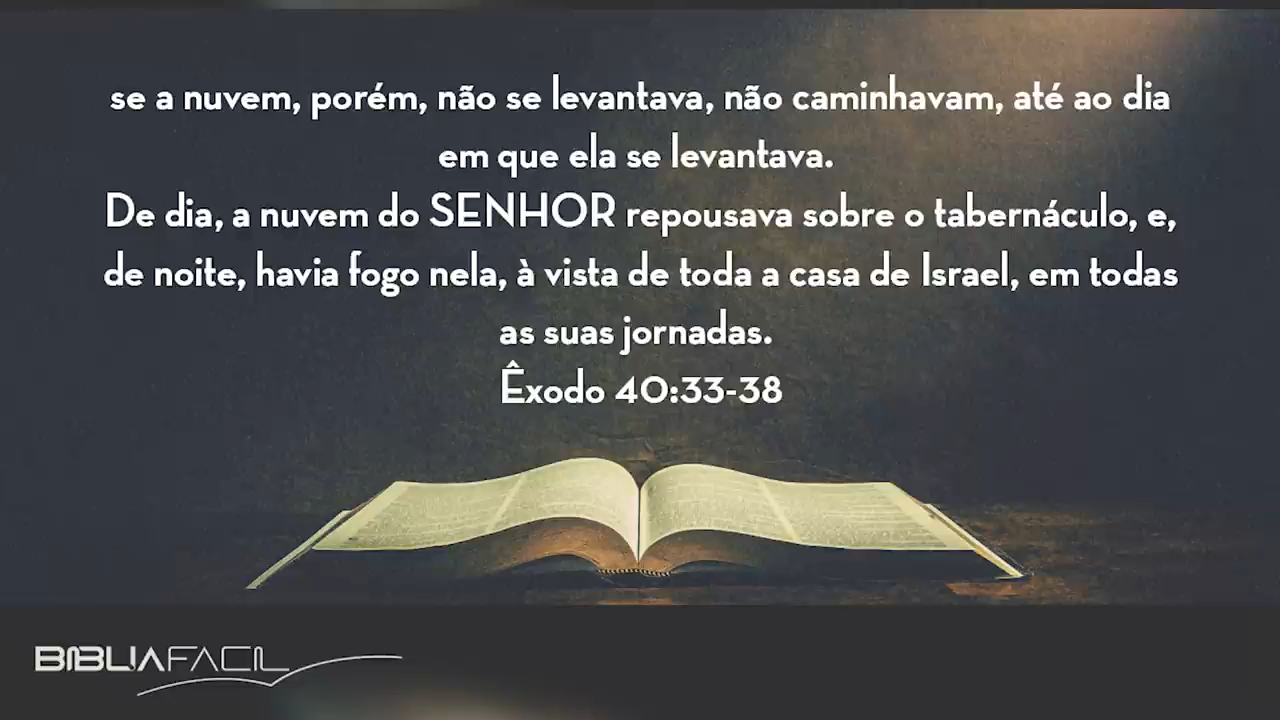 se a nuvem, porém, não se levantava, não caminhavam, até ao dia
em que ela se levantava.
De dia, a nuvem do SENHOR repousava sobre o tabernáculo, e,
de noite, havia fogo nela, à vista de toda a casa de Israel, em todas
as suas jornadas.
Êxodo 40:33-38
BIBLIAFACIL